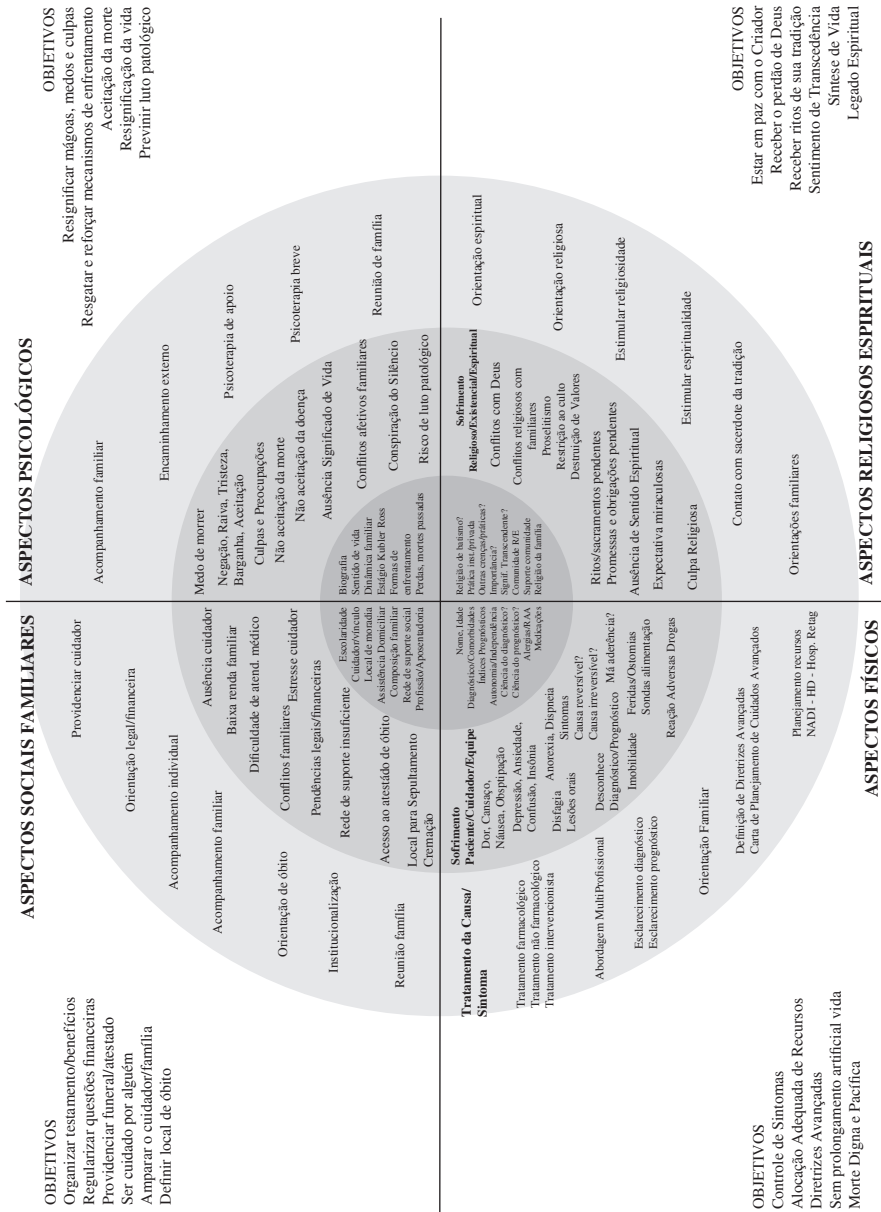 ASPECTOS SOCIAIS FAMILIARES
OBJETIVOS
Organizar testamento/benefícios
Regularizar questões financeiras
Providenciar funeral/atestado
Ser cuidado por alguém
Amparar o cuidador/família
Definir local de óbito
Providenciar cuidador
Orientação legal/financeira
Acompanhamento individual
Acompanhamento familiar
Orientação de óbito
Institucionalização
Reunião família
Ausência cuidador
Baixa renda familiar
Dificuldade de atend. médico
Estresse cuidador
Conflitos familiares
Pendências legais/financeiras
Rede de suporte insuficiente
Acesso ao atestádo de óbito
Local para Sepultamento
Cremação
Escolaridade
Cuidador/vínculo
Local de moradia
Assistência Domiciliar
Composição familiar
Rede de suporte social
Profissão/Aposentadoria
ASPECTOS PSICOLÓGICOS
OBJETIVOS
Resignificar mágoas, medos e culpas
Resgatar e reforçar mecanismos de enfrentamento
Aceitação da morte
Resignificação da vida
Previnir luto patológico
Acompanhamento familiar
Encaminhamento externo
Psicoterapia de apoio
Psicoterapia breve
Reunião de família
Medo de morrer
Negação, Raiva, Tristeza,
Barganha, Aceitação
Culpas e Preocupações
Não aceitação da morte
Não aceitação da doença
Ausência Significado de Vida
Conflitos afetivos familiares
Conspiração do Silêncio
Risco de luto patológico
Biografia
Sentido de vida
Dinâmica familiar
Estágio Kubler Ross
Formas de
enfrentamento
Perdas, mortes passadas
Nome, Idade
Diagnóstico/Comorbidades
Índices Prognósticos
Autonomia/Independência
Ciência do diagnóstico?
Ciência do prognóstico?
Alergias/RAA
Medicações
Sofrimento
Paciente/Cuidador/Equipe
Dor, Cansaço,
Náusea, Obsptipação
Depressão, Ansiedade,
Confusão, Insônia
Disfagia Anorexia, Dispneia
Lesões orais Sintomas
Causa reversível?
Causa irreversível?
Desconhece
Diagnóstico/Prognóstico Má aderência?
Imobilidade Feridas/Ostomias
Sondas alimentação
Reação Adversas Drogas
Tratamento da Causa/
Sintoma
Tratamento farmacológico
Tratamento não farmacológico
Tratamento intervencionista
Abordagem MultiProfissional
Esclarecimento diagnóstico
Esclarecimento prognóstico
Orientação Familiar
Definição de Diretrizes Avançadas
Carta de Planejamento de Cuidados Avançados
Planejamento recursos
NADI - HD - Hosp. Retag
OBJETIVOS
Controle de Sintomas
Alocação Adequada de Recursos
Diretrizes Avançadas
Sem prolongamento artificial vida
Morte Digna e Pacífica
ASPECTOS FÍSICOS
Religião de batismo?
Prática inst./privada
Outras crenças/práticas?
Importância?
Signif. Transcendente?
Comunidade R/E
Suporte comunidade
Religião da família
Sofrimento
Religioso/Existencial/Espiritual
Conflitos com Deus
Conflitos religiosos com
familiares
Proselitismo
Restrição ao culto
Destruição de Valores
Ritos/sacramentos pendentes
Promessas e obrigações pendentes
Ausência de Sentido Espiritual
Expectativa miraculosas
Culpa Religiosa
Orientação espiritual
Orientação religiosa
Estimular religiosidade
Estimular espiritualidade
Contato com sacerdote da tradição
Orientações familiares
OBJETIVOS
Estar em paz com o Criador
Receber o perdão de Deus
Receber ritos de sua tradição
Sentimento de Transcedência
Síntese de Vida
Legado Espiritual
ASPECTOS RELIGIOSOS ESPIRITUAIS